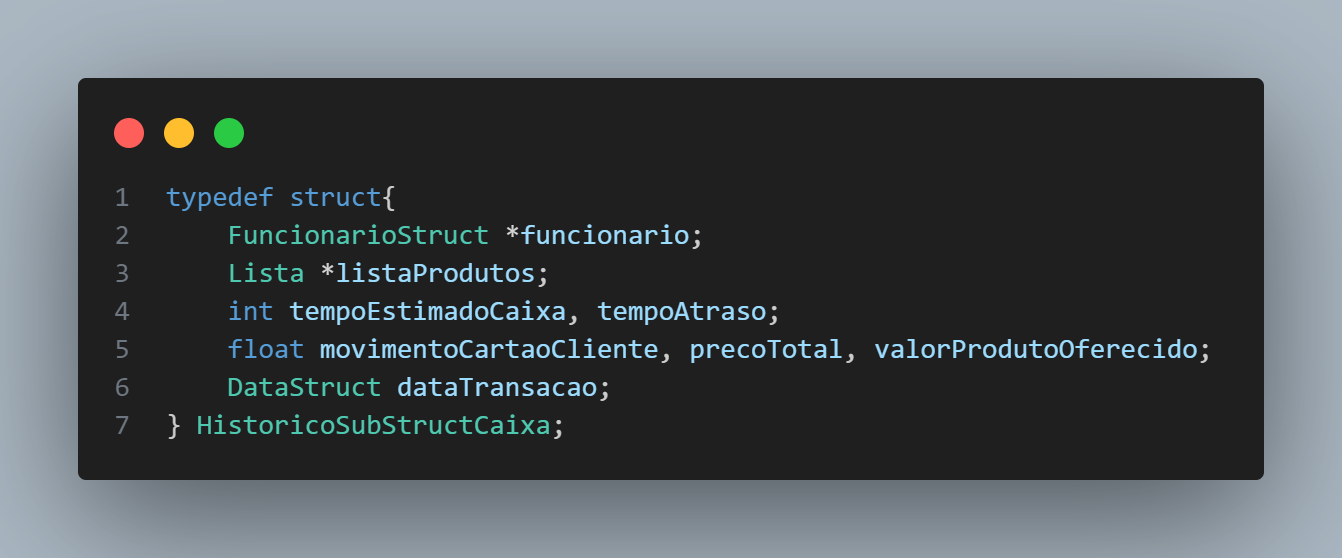 1 typedef struct{
2 FuncionarioStruct *funcionario;
3 Lista *listaProdutos;
4 int tempoEstimadoCaixa, tempoAtraso;
5 float movimentoCartaoCliente, precoTotal, valorProdutoOferecido;
6 DataStruct dataTransacao;
7 } HistoricoSubStructCaixa;